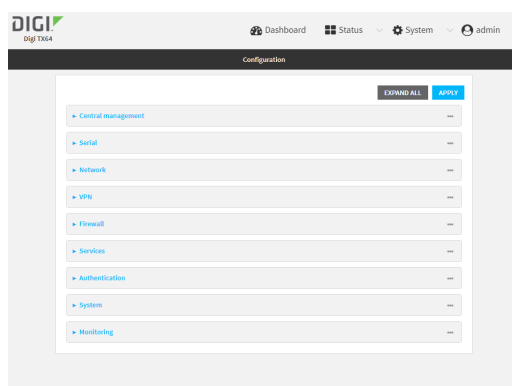 DIGI.
Digi TX64
Dashboard
Status
System
admin
Configuration
EXPAND ALL
APPLY
Central management
Serial
Network
VPN
Firewall
Services
Authentication
System
Monitoring